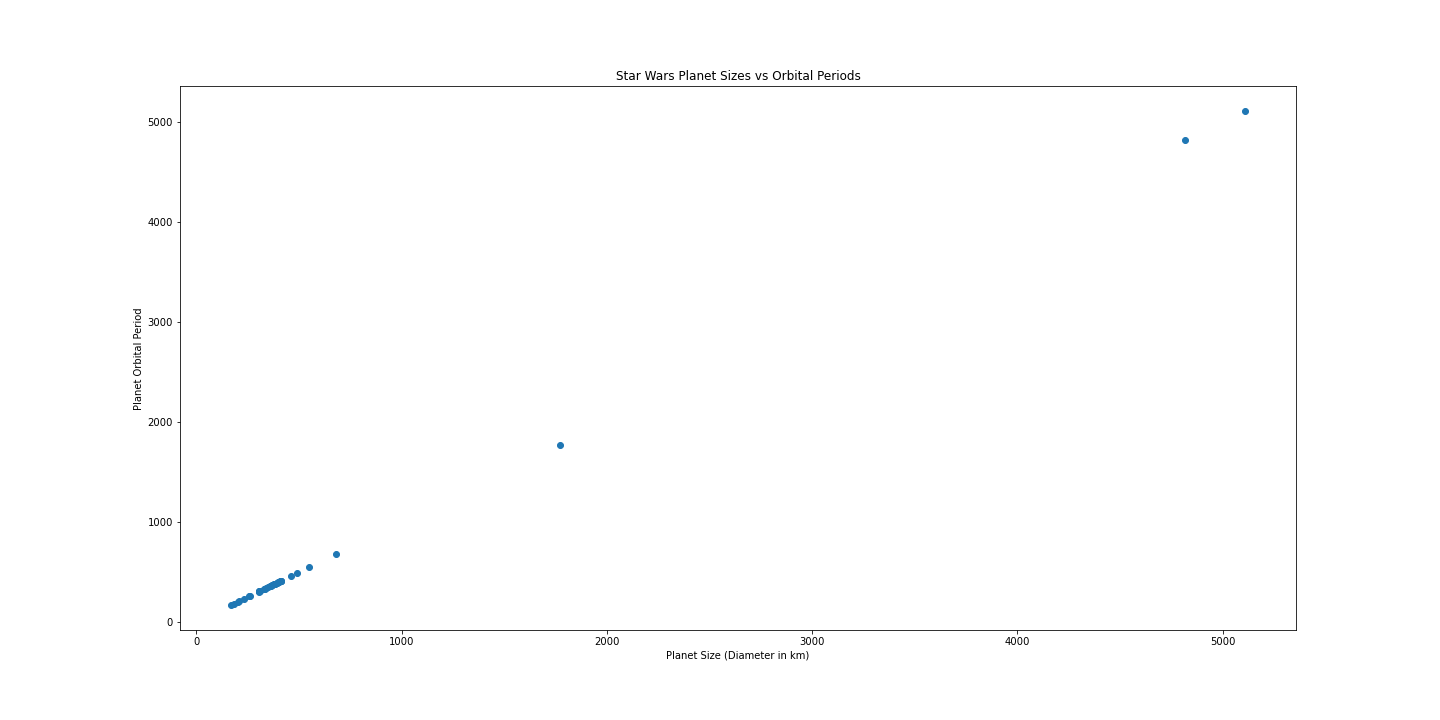 Star Wars Planet Sizes vs Orbital Periods
Planet Orbital Period
5000
4000
3000
2000
1000
0
0 1000 2000 3000 4000 5000
Planet Size (Diameter in km)